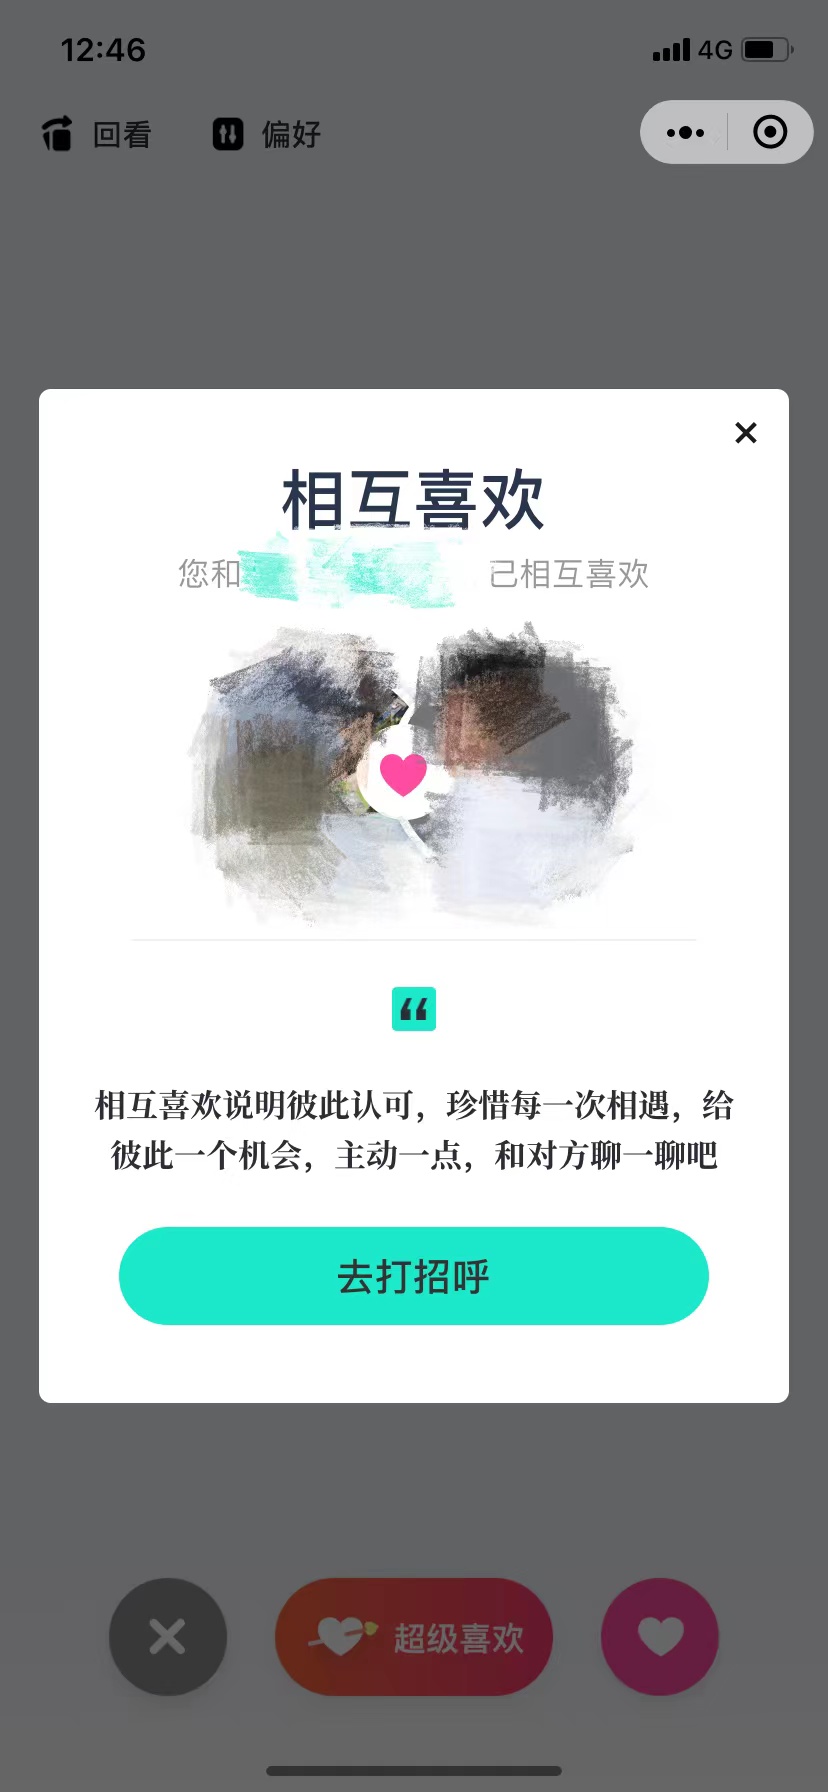 12:46
4G
回看
偏好
相互喜欢
您和
已相互喜欢
相互喜欢说明彼此认可，珍惜每一次相遇，给
彼此一个机会，主动一点，和对方聊一聊吧
去打招呼
超级喜欢